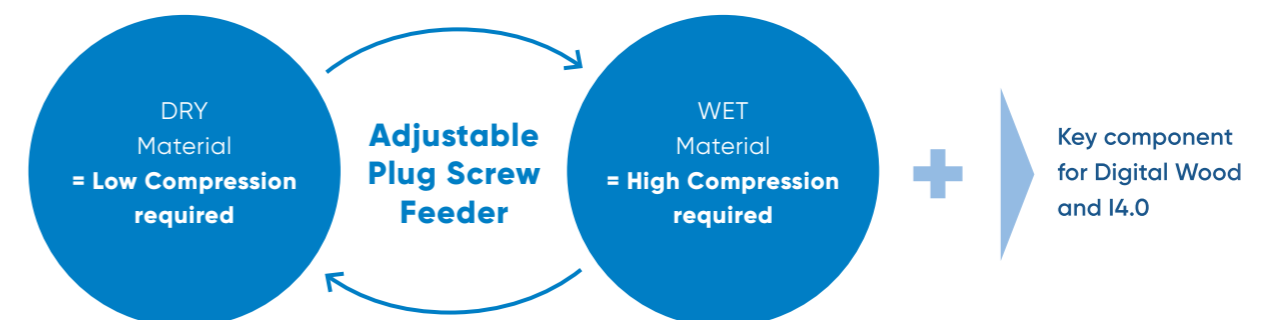 DRY
Material
= Low Compression
required
Adjustable
Plug Screw
Feeder
WET
Material
= High Compression
required
Key component
for Digital Wood
and I4.0